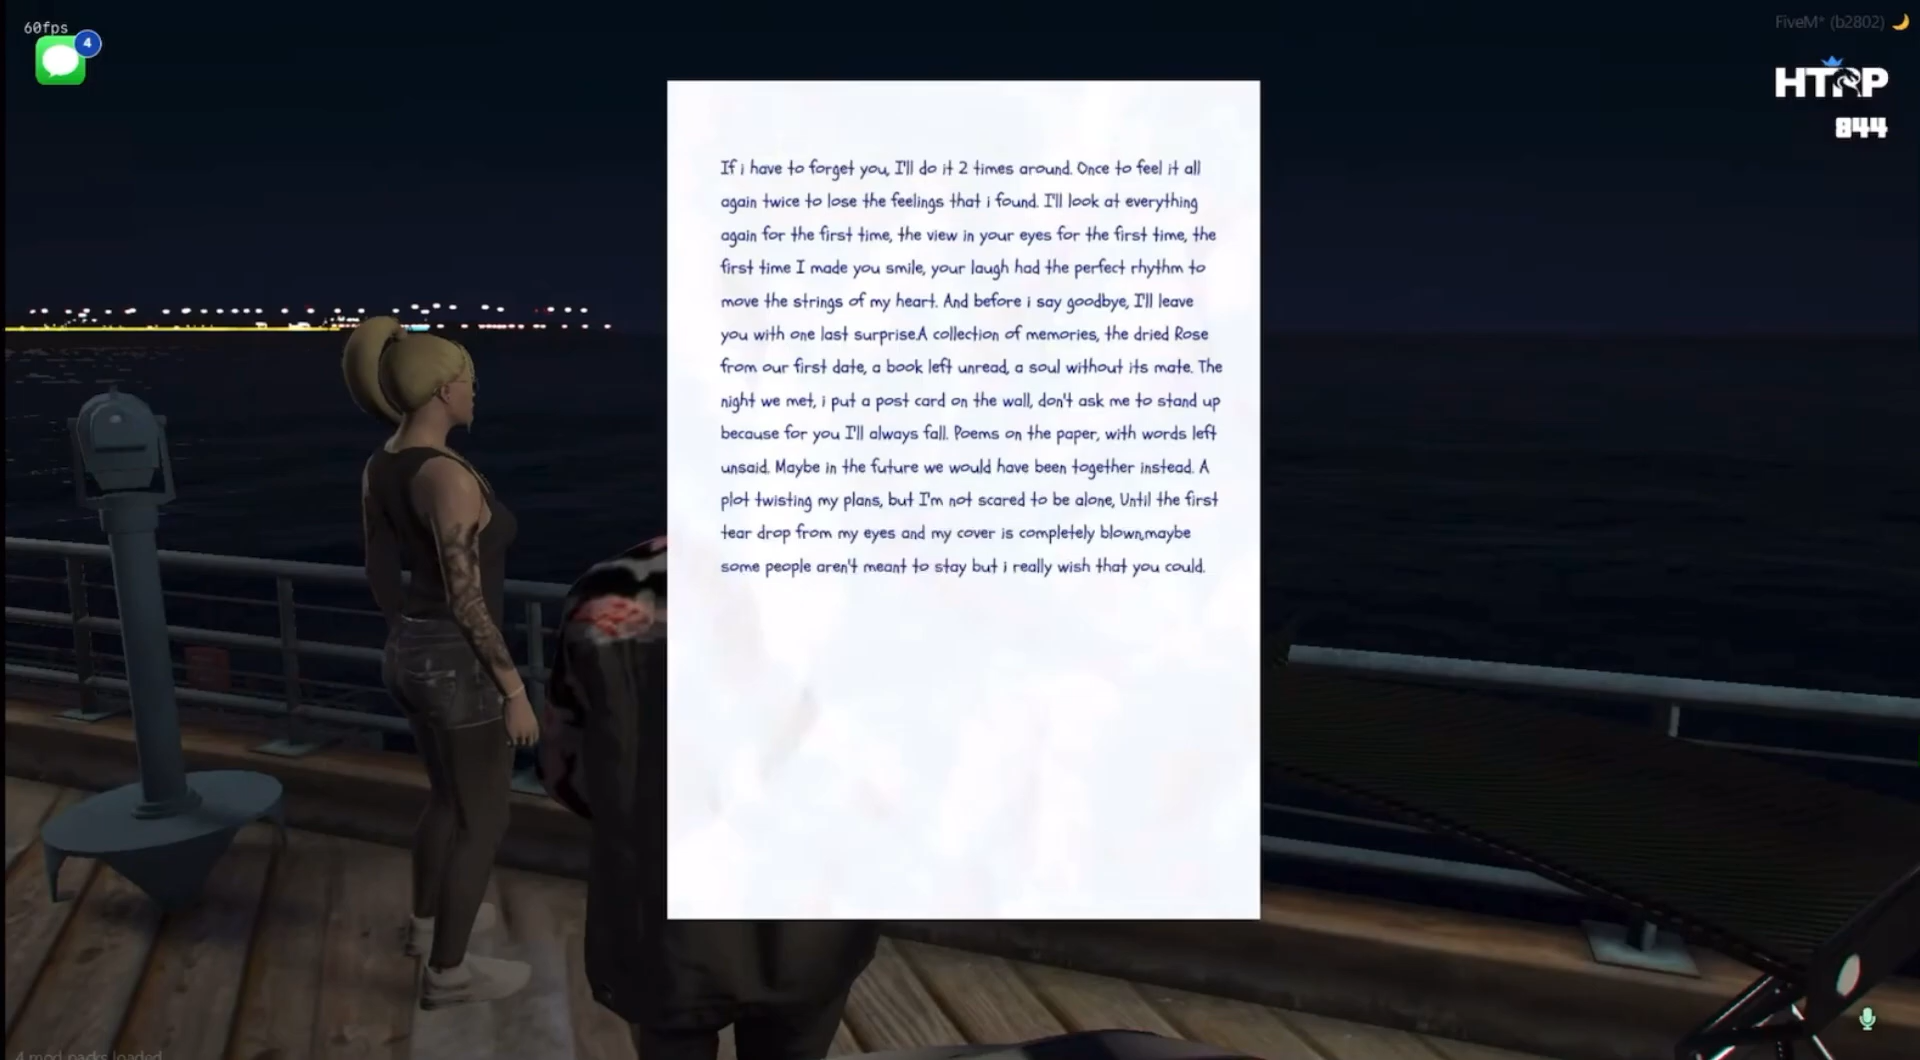 60fps
4
FiveM* (b2802)
HTRP
844
If i have to forget you, I'll do it 2 times around. Once to feel it all
again twice to lose the feelings that i found. I'll look at everything
again for the first time, the view in your eyes for the first time, the
first time I made you smile, your laugh had the perfect rhythm to
move the strings of my heart. And before i say goodbye, I'll leave
you with one last surprise.A collection of memories, the dried Rose
from our first date, a book left unread, a soul without its mate. The
night we met, i put a post card on the wall, don't ask me to stand up
because for you I'll always fall. Poems on the paper, with words left
unsaid. Maybe in the future we would have been together instead. A
plot twisting my plans, but I'm not scared to be alone, Until the first
tear drop from my eyes and my cover is completely blown,maybe
some people aren't meant to stay but i really wish that you could.
4 mod packs loaded